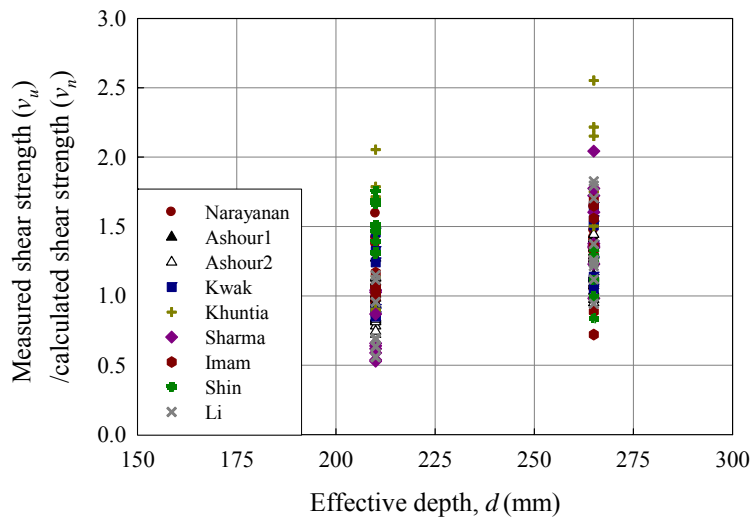 Measured shear strength (v_u)
/calculated shear strength (v_n)
3.0
2.5
2.0
1.5
1.0
0.5
0.0
Narayanan
Ashour1
Ashour2
Kwak
Khuntia
Sharma
Imam
Shin
Li
150 175 200 225 250 275 300
Effective depth, d (mm)